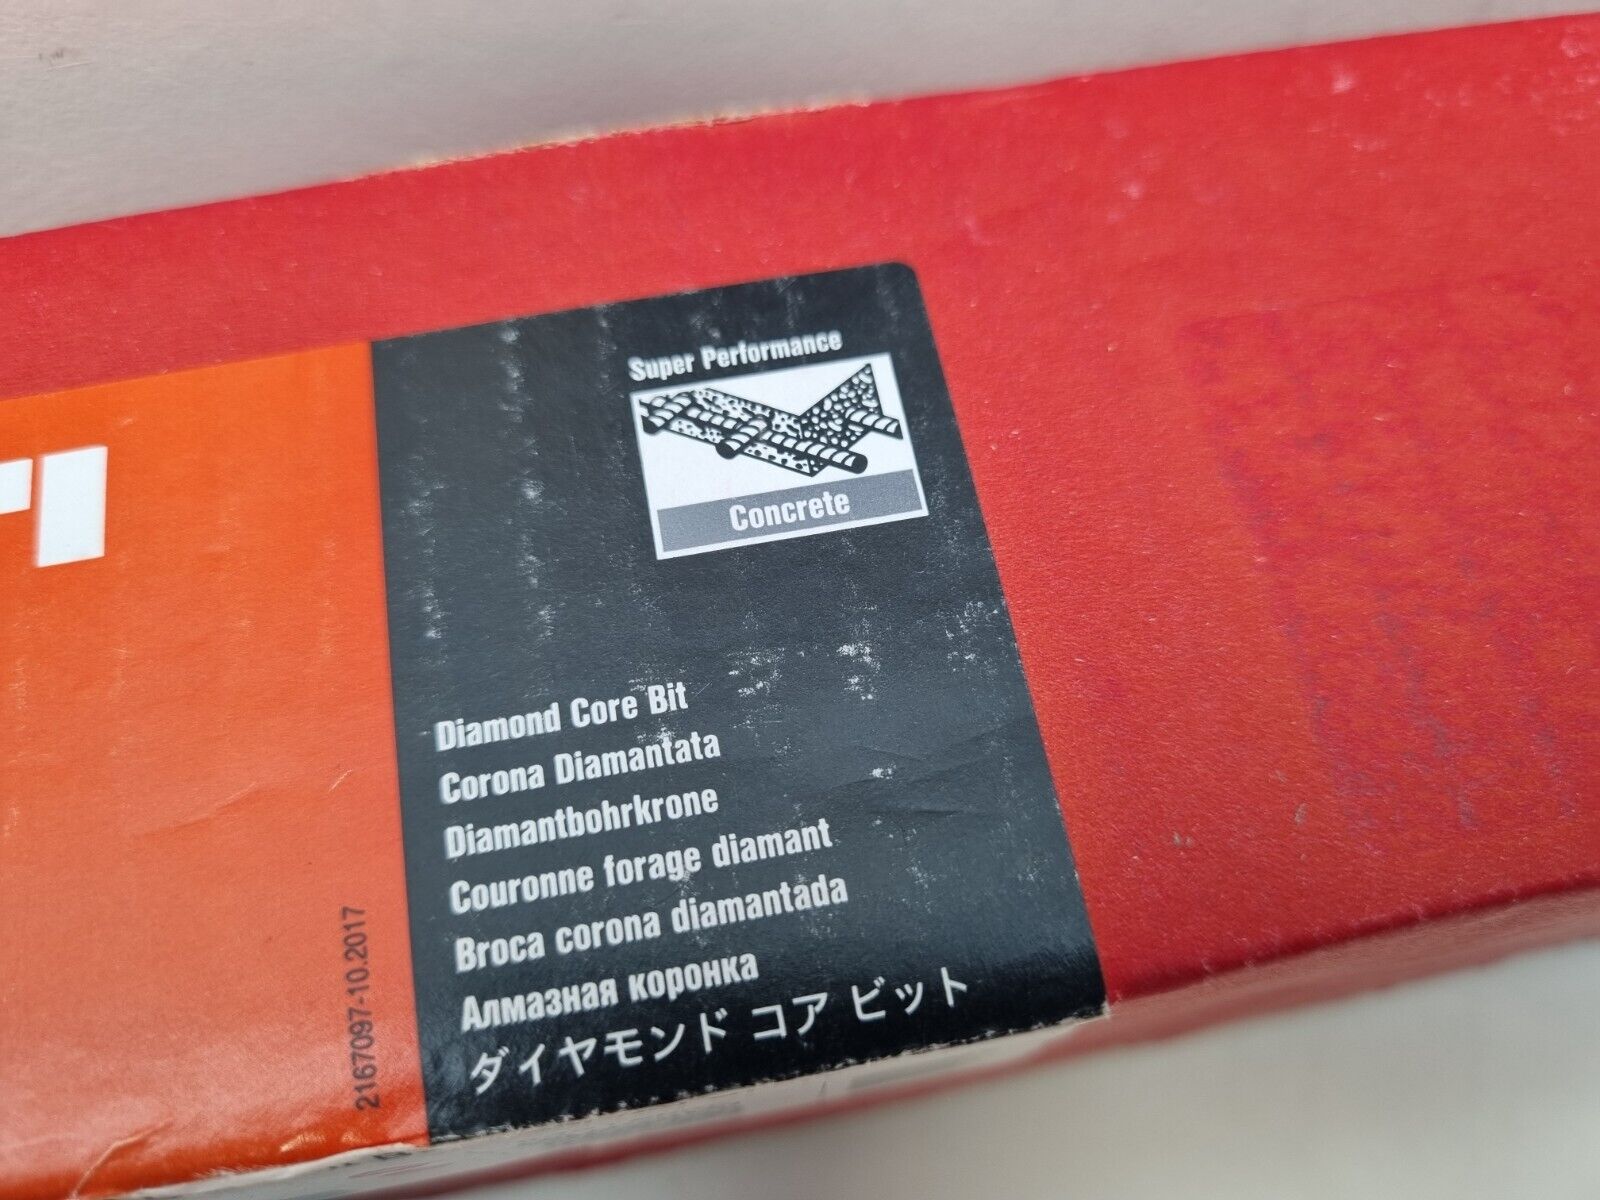 Super Performance
Concrete
Diamond Core Bit
Corona Diamantata
Diamantbohrkrone
Couronne forage diamant
Broca corona diamantada
Алмазная коронка
ダイヤモンド コア ビット
2167097-10.2017